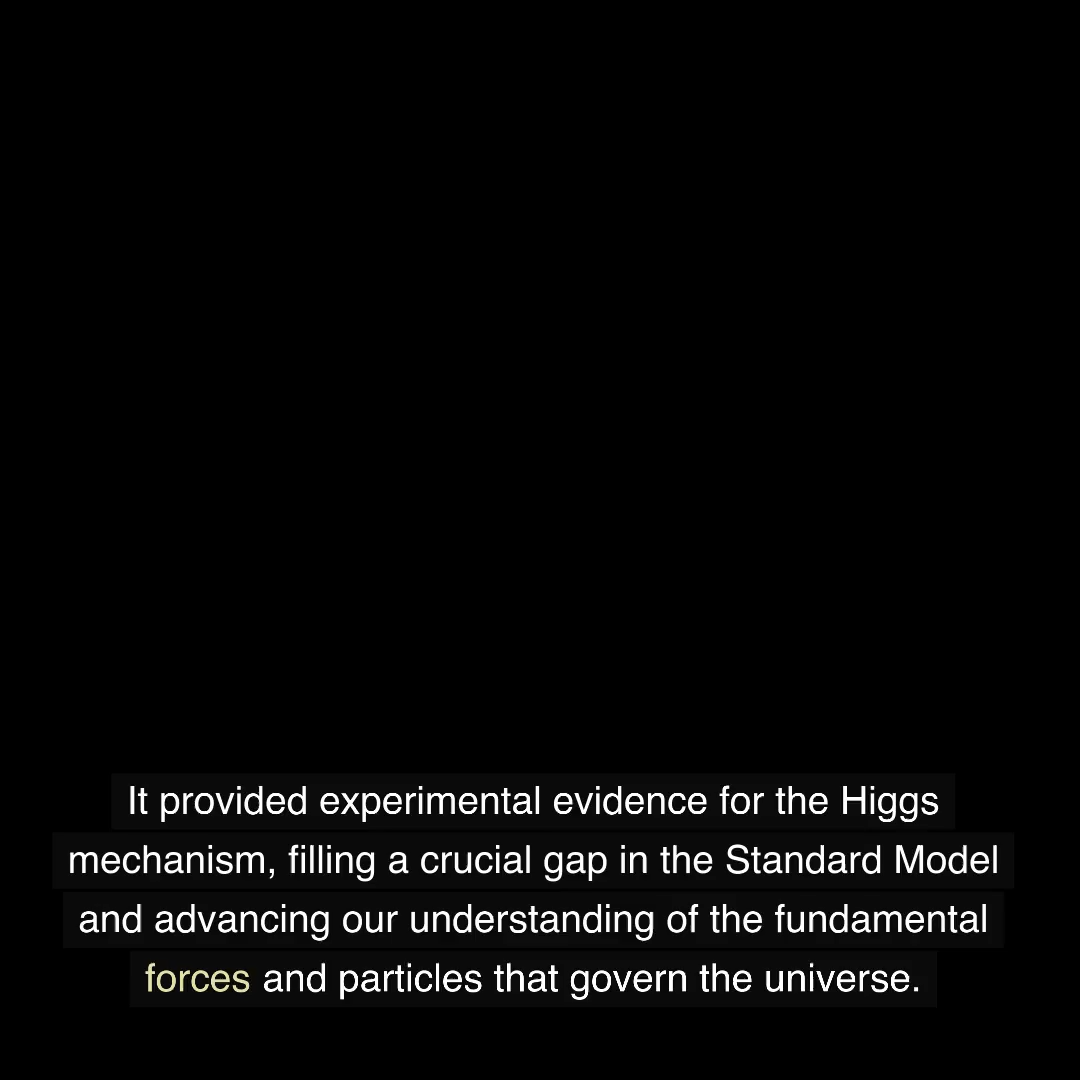 It provided experimental evidence for the Higgs
mechanism, filling a crucial gap in the Standard Model
and advancing our understanding of the fundamental
forces and particles that govern the universe.